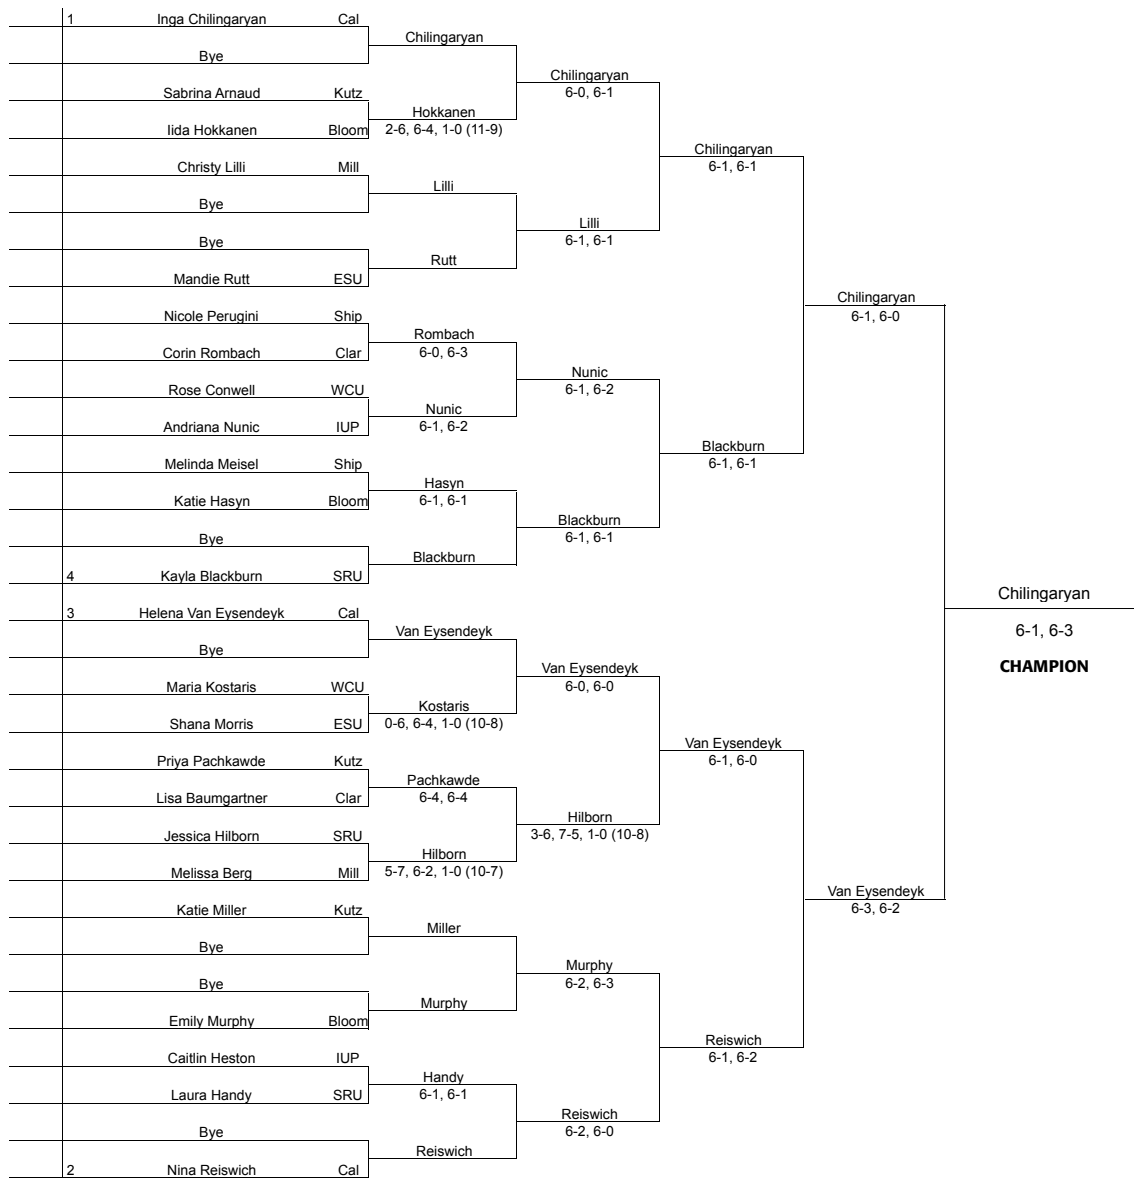 1 Inga Chilingaryan Cal
Bye
Sabrina Arnaud Kutz
Iida Hokkanen Bloom
Christy Lilli Mill
Bye
Bye
Mandie Rutt ESU
Nicole Perugini Ship
Corin Rombach Clar
Rose Conwell WCU
Andriana Nunic IUP
Melinda Meisel Ship
Katie Hasyn Bloom
Bye
4 Kayla Blackburn SRU
3 Helena Van Eysendeyk Cal
Bye
Maria Kostaris WCU
Shana Morris ESU
Priya Pachkawde Kutz
Lisa Baumgartner Clar
Jessica Hilborn SRU
Melissa Berg Mill
Katie Miller Kutz
Bye
Bye
Emily Murphy Bloom
Caitlin Heston IUP
Laura Handy SRU
Bye
2 Nina Reiswich Cal
Chilingaryan
Hokkanen
2-6, 6-4, 1-0 (11-9)
Lilli
Rutt
Rombach
6-0, 6-3
Nunic
6-1, 6-2
Hasyn
6-1, 6-1
Blackburn
Van Eysendeyk
Kostaris
0-6, 6-4, 1-0 (10-8)
Pachkawde
6-4, 6-4
Hilborn
5-7, 6-2, 1-0 (10-7)
Miller
Murphy
Handy
6-1, 6-1
Reiswich
Chilingaryan
6-0, 6-1
Lilli
6-1, 6-1
Nunic
6-1, 6-2
Blackburn
6-1, 6-1
Van Eysendeyk
6-0, 6-0
Hilborn
3-6, 7-5, 1-0 (10-8)
Murphy
6-2, 6-3
Reiswich
6-2, 6-0
Chilingaryan
6-1, 6-1
Blackburn
6-1, 6-1
Van Eysendeyk
6-1, 6-0
Reiswich
6-1, 6-2
Chilingaryan
6-1, 6-0
Van Eysendeyk
6-3, 6-2
Chilingaryan
6-1, 6-3
CHAMPION